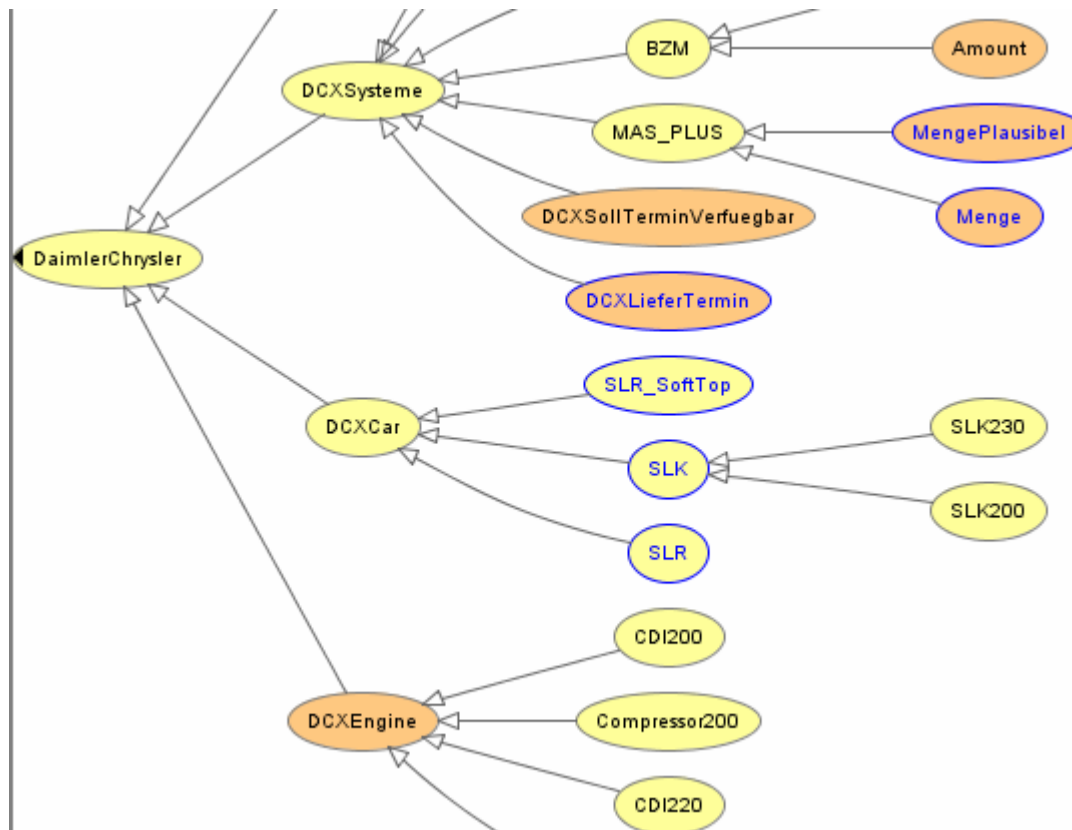 BZM
Amount
DCXSysteme
MAS_PLUS
MengePlausibel
DCXSollTerminVerfuegbar
Menge
DaimlerChrysler
DCXLieferTermin
SLR_SoftTop
DCXCar
SLK230
SLK
SLK200
SLR
CDI200
DCXEngine
Compressor200
CDI220